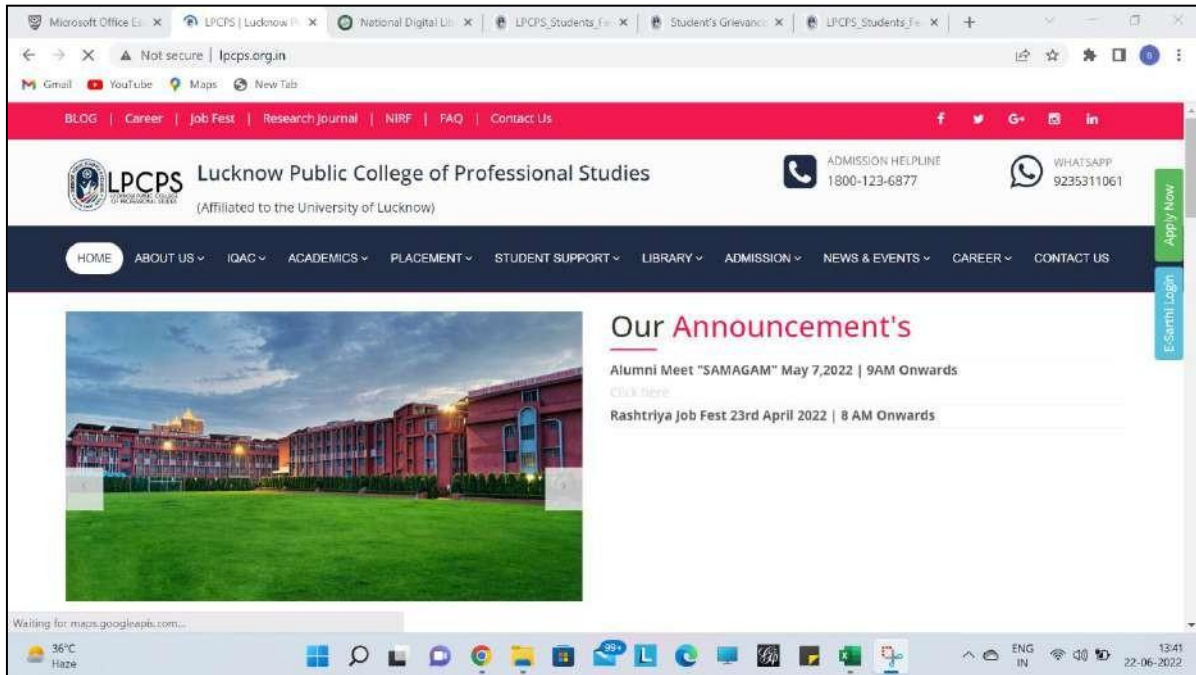 Microsoft Office Es
LPCPS | Lucknow P
National Digital Lib
LPCPS_Students_Fe
Student's Grievance
LPCPS_Students_Fe
Not secure | lpcps.org.in
Gmail YouTube Maps New Tab
BLOG | Career | Job Fest | Research Journal | NIRF | FAQ | Contact Us
LPCPS
Lucknow Public College of Professional Studies
(Affiliated to the University of Lucknow)
ADMISSION HELPLINE
1800-123-6877
WHATSAPP
9235311061
Apply Now
E-Sarthi Login
HOME ABOUT US IQAC ACADEMICS PLACEMENT STUDENT SUPPORT LIBRARY ADMISSION NEWS & EVENTS CAREER CONTACT US
Our Announcement's
Alumni Meet "SAMAGAM" May 7,2022 | 9AM Onwards
Click here
Rashtriya Job Fest 23rd April 2022 | 8 AM Onwards
Waiting for maps.googleapis.com...
36°C
Haze
99+
ENG
IN
13:41
22-06-2022